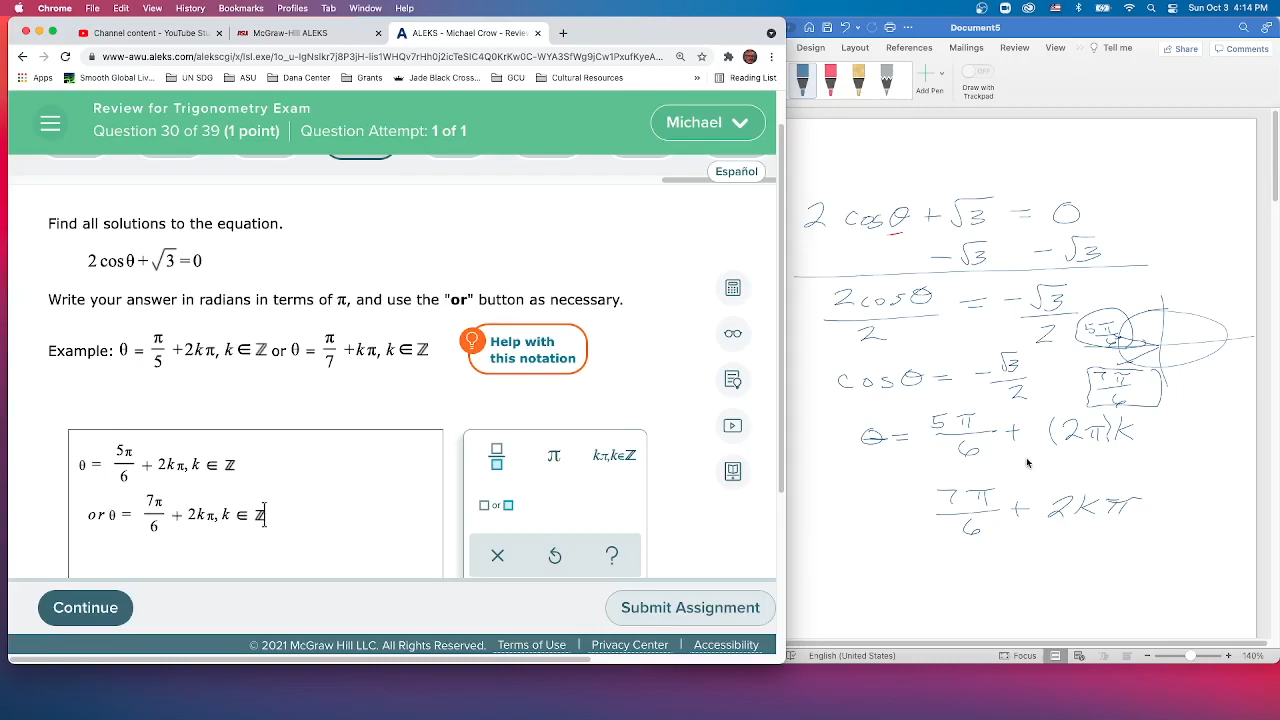 Chrome File Edit View History Bookmarks Profiles Tab Window Help Sun Oct 3 4:14 PM
Channel content - YouTube Stu
McGraw-Hill ALEKS
ALEKS - Michael Crow - Review
Document5
Design Layout References Mailings Review View Tell me Share Comments
Apps Smooth Global Liv... UN SDG ASU Dina Center Grants Jade Black Cross... GCU Cultural Resources Reading List
Add Pen
OFF
Draw with Trackpad
Review for Trigonometry Exam
Question 30 of 39 (1 point) Question Attempt: 1 of 1
Michael
Español
Find all solutions to the equation.
2 cosθ + √3 = 0
Write your answer in radians in terms of π, and use the "or" button as necessary.
Example: θ = π/5 + 2kπ, k ∈ ℤ or θ = π/7 + kπ, k ∈ ℤ
Help with this notation
θ = 5π/6 + 2kπ, k ∈ ℤ
or θ = 7π/6 + 2kπ, k ∈ ℤ
π kπ, k∈ℤ
□ or □
?
Continue
Submit Assignment
© 2021 McGraw Hill LLC. All Rights Reserved. Terms of Use | Privacy Center | Accessibility
2 cosθ + √3 = 0
- √3 - √3
2cosθ/2 = -√3/2
5π/6
cosθ = -√3/2
7π/6
θ = 5π/6 + (2π)k
7π/6 + 2kπ
English (United States) Focus 140%